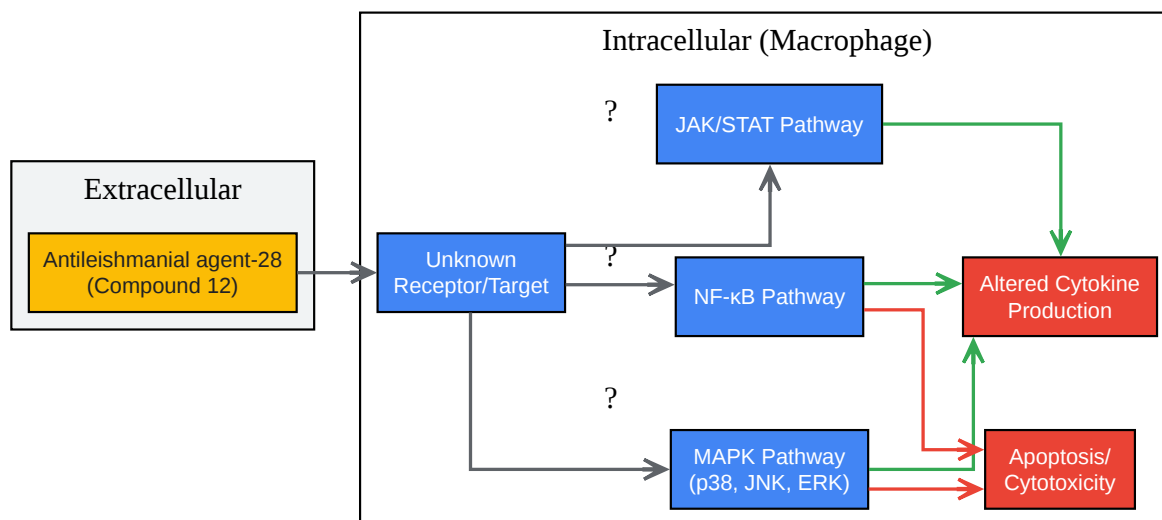 Intracellular (Macrophage)
?
JAK/STAT Pathway
Extracellular
Antileishmanial agent-28
(Compound 12)
Unknown
Receptor/Target
?
NF-κB Pathway
Altered Cytokine
Production
?
MAPK Pathway
(p38, JNK, ERK)
Apoptosis/
Cytotoxicity